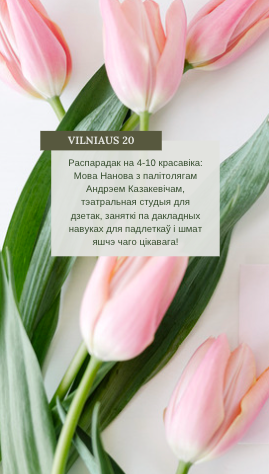 VILNIAUS 20
Распарадак на 4-10 красавіка:
Мова Нанова з палітолягам
Андрэем Казакевічам,
тэатральная студыя для
дзетак, заняткі па дакладных
навуках для падлеткаў і шмат
яшчэ чаго цікавага!